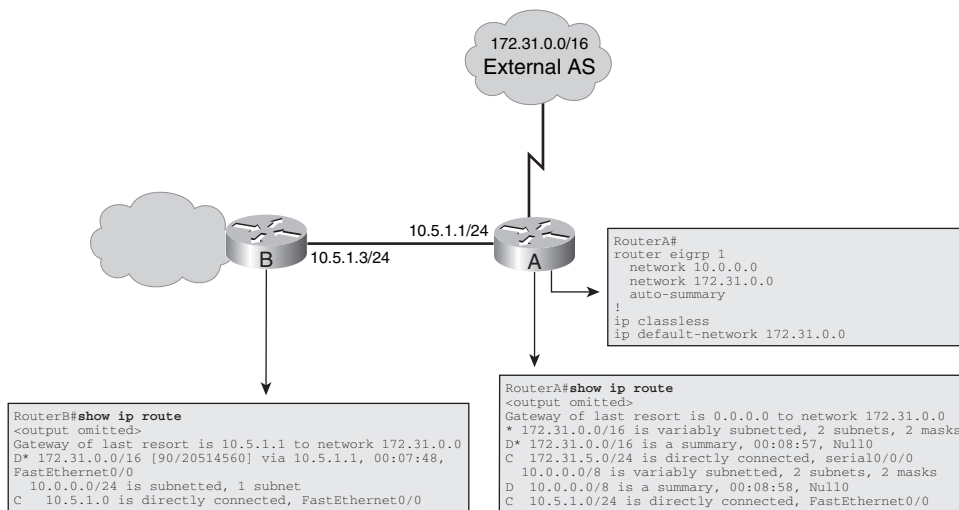 172.31.0.0/16
External AS
10.5.1.1/24
B
10.5.1.3/24
A
RouterA#
router eigrp 1
network 10.0.0.0
network 172.31.0.0
auto-summary
!
ip classless
ip default-network 172.31.0.0
RouterB#show ip route
<output omitted>
Gateway of last resort is 10.5.1.1 to network 172.31.0.0
D* 172.31.0.0/16 [90/20514560] via 10.5.1.1, 00:07:48,
FastEthernet0/0
10.0.0.0/24 is subnetted, 1 subnet
C 10.5.1.0 is directly connected, FastEthernet0/0
RouterA#show ip route
<output omitted>
Gateway of last resort is 0.0.0.0 to network 172.31.0.0
* 172.31.0.0/16 is variably subnetted, 2 subnets, 2 masks
D* 172.31.0.0/16 is a summary, 00:08:57, Null0
C 172.31.5.0/24 is directly connected, serial0/0/0
10.0.0.0/8 is variably subnetted, 2 subnets, 2 masks
D 10.0.0.0/8 is a summary, 00:08:58, Null0
C 10.5.1.0/24 is directly connected, FastEthernet0/0